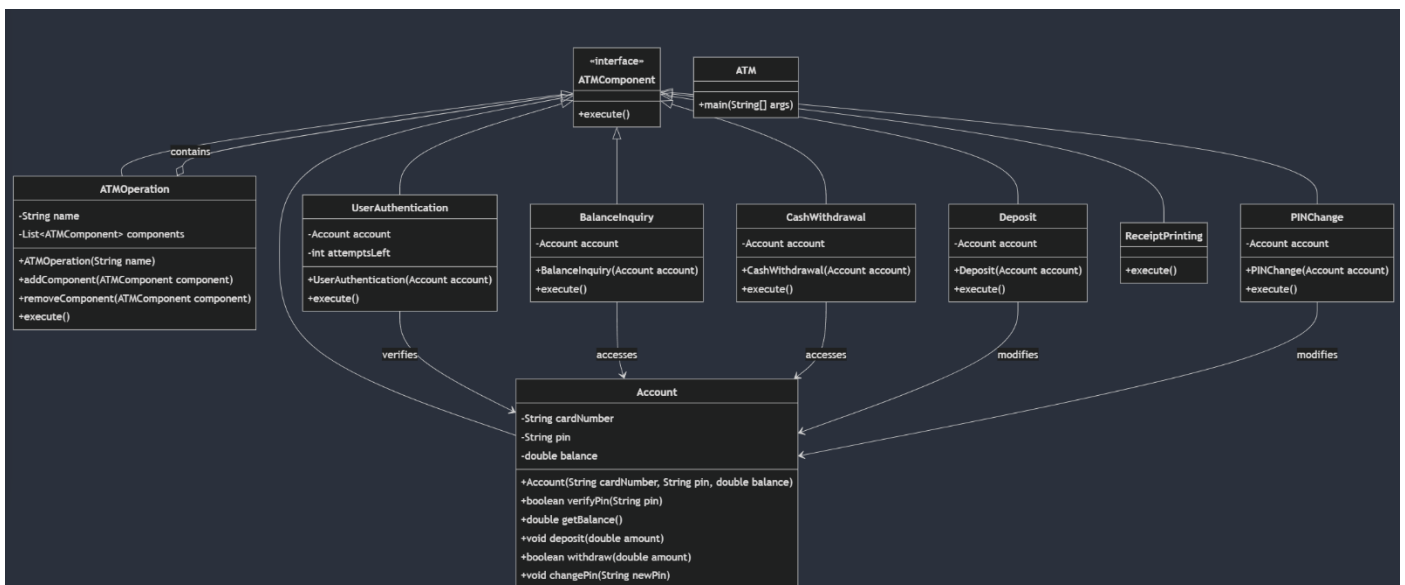 «interface»
ATMComponent
+execute()
ATM
+main(String[] args)
contains
ATMOperation
-String name
-List<ATMComponent> components
+ATMOperation(String name)
+addComponent(ATMComponent component)
+removeComponent(ATMComponent component)
+execute()
UserAuthentication
-Account account
-int attemptsLeft
+UserAuthentication(Account account)
+execute()
BalanceInquiry
-Account account
+BalanceInquiry(Account account)
+execute()
CashWithdrawal
-Account account
+CashWithdrawal(Account account)
+execute()
Deposit
-Account account
+Deposit(Account account)
+execute()
ReceiptPrinting
+execute()
PINChange
-Account account
+PINChange(Account account)
+execute()
verifies
accesses
accesses
modifies
modifies
Account
-String cardNumber
-String pin
-double balance
+Account(String cardNumber, String pin, double balance)
+boolean verifyPin(String pin)
+double getBalance()
+void deposit(double amount)
+boolean withdraw(double amount)
+void changePin(String newPin)